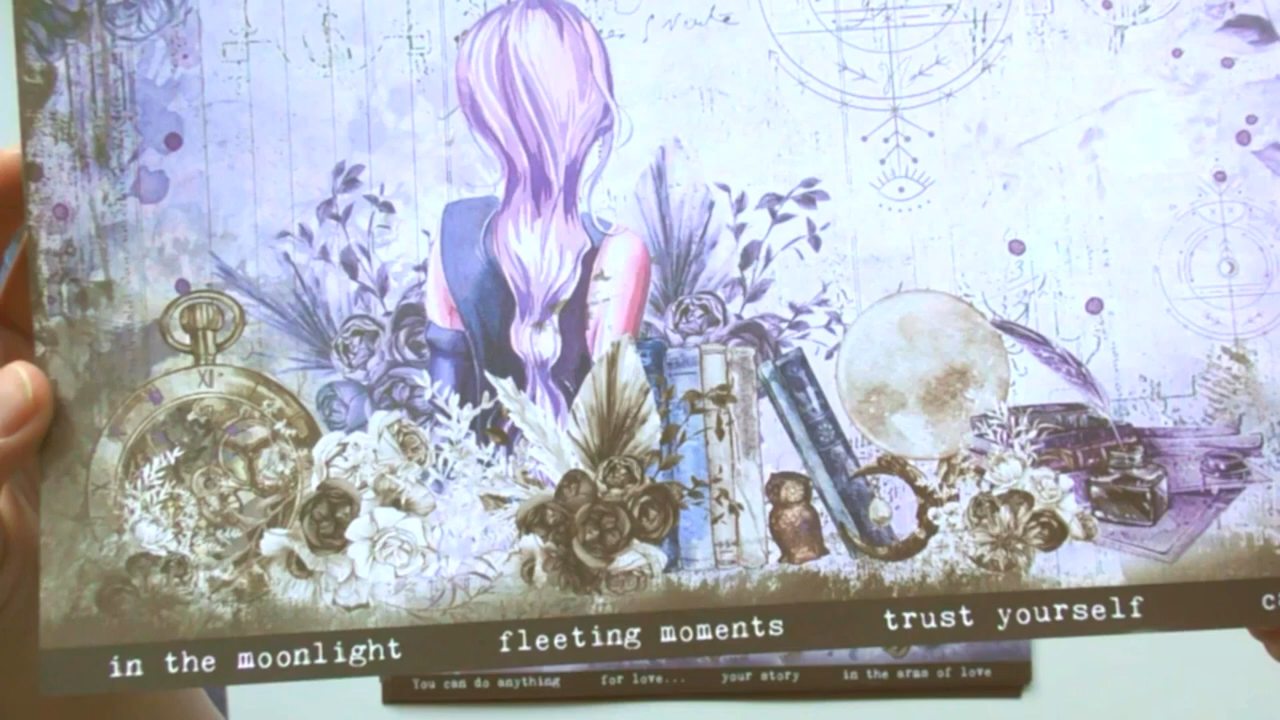 XI
in the moonlight fleeting moments trust yourself
You can do anything for love... your story in the arms of love